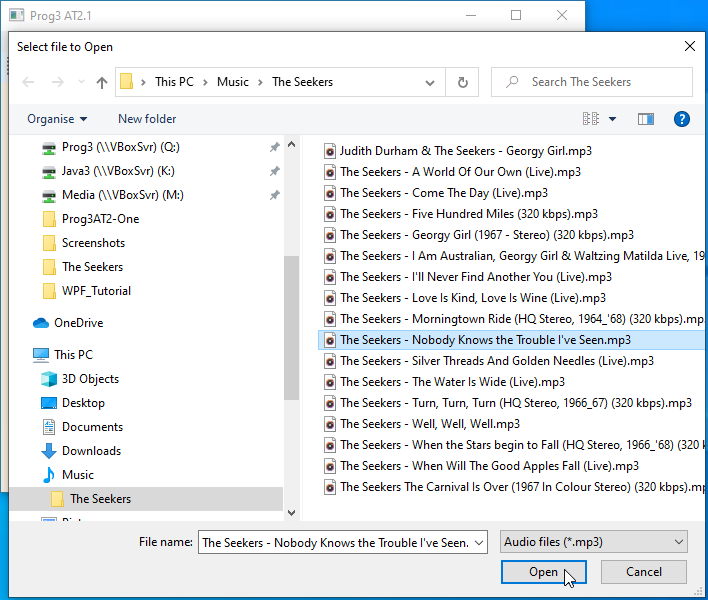 Prog3 AT2.1
Select file to Open
This PC > Music > The Seekers
Search The Seekers
Organise
New folder
?
Prog3 (\\VBoxSvr) (Q:)
Java3 (\\VBoxSvr) (K:)
Media (\\VBoxSvr) (M:)
Prog3AT2-One
Screenshots
The Seekers
WPF_Tutorial
OneDrive
This PC
3D Objects
Desktop
Documents
Downloads
Music
The Seekers
Judith Durham & The Seekers - Georgy Girl.mp3
The Seekers - A World Of Our Own (Live).mp3
The Seekers - Come The Day (Live).mp3
The Seekers - Five Hundred Miles (320 kbps).mp3
The Seekers - Georgy Girl (1967 - Stereo) (320 kbps).mp3
The Seekers - I Am Australian, Georgy Girl & Waltzing Matilda Live, 19
The Seekers - I'll Never Find Another You (Live).mp3
The Seekers - Love Is Kind, Love Is Wine (Live).mp3
The Seekers - Morningtown Ride (HQ Stereo, 1964_'68) (320 kbps).mp
The Seekers - Nobody Knows the Trouble I've Seen.mp3
The Seekers - Silver Threads And Golden Needles (Live).mp3
The Seekers - The Water Is Wide (Live).mp3
The Seekers - Turn, Turn, Turn (HQ Stereo, 1966_67) (320 kbps).mp3
The Seekers - Well, Well, Well.mp3
The Seekers - When the Stars begin to Fall (HQ Stereo, 1966_'68) (320 k
The Seekers - When Will The Good Apples Fall (Live).mp3
The Seekers The Carnival Is Over (1967 In Colour Stereo) (320 kbps).mp
File name:
The Seekers - Nobody Knows the Trouble I've Seen.
Audio files (*.mp3)
Open
Cancel